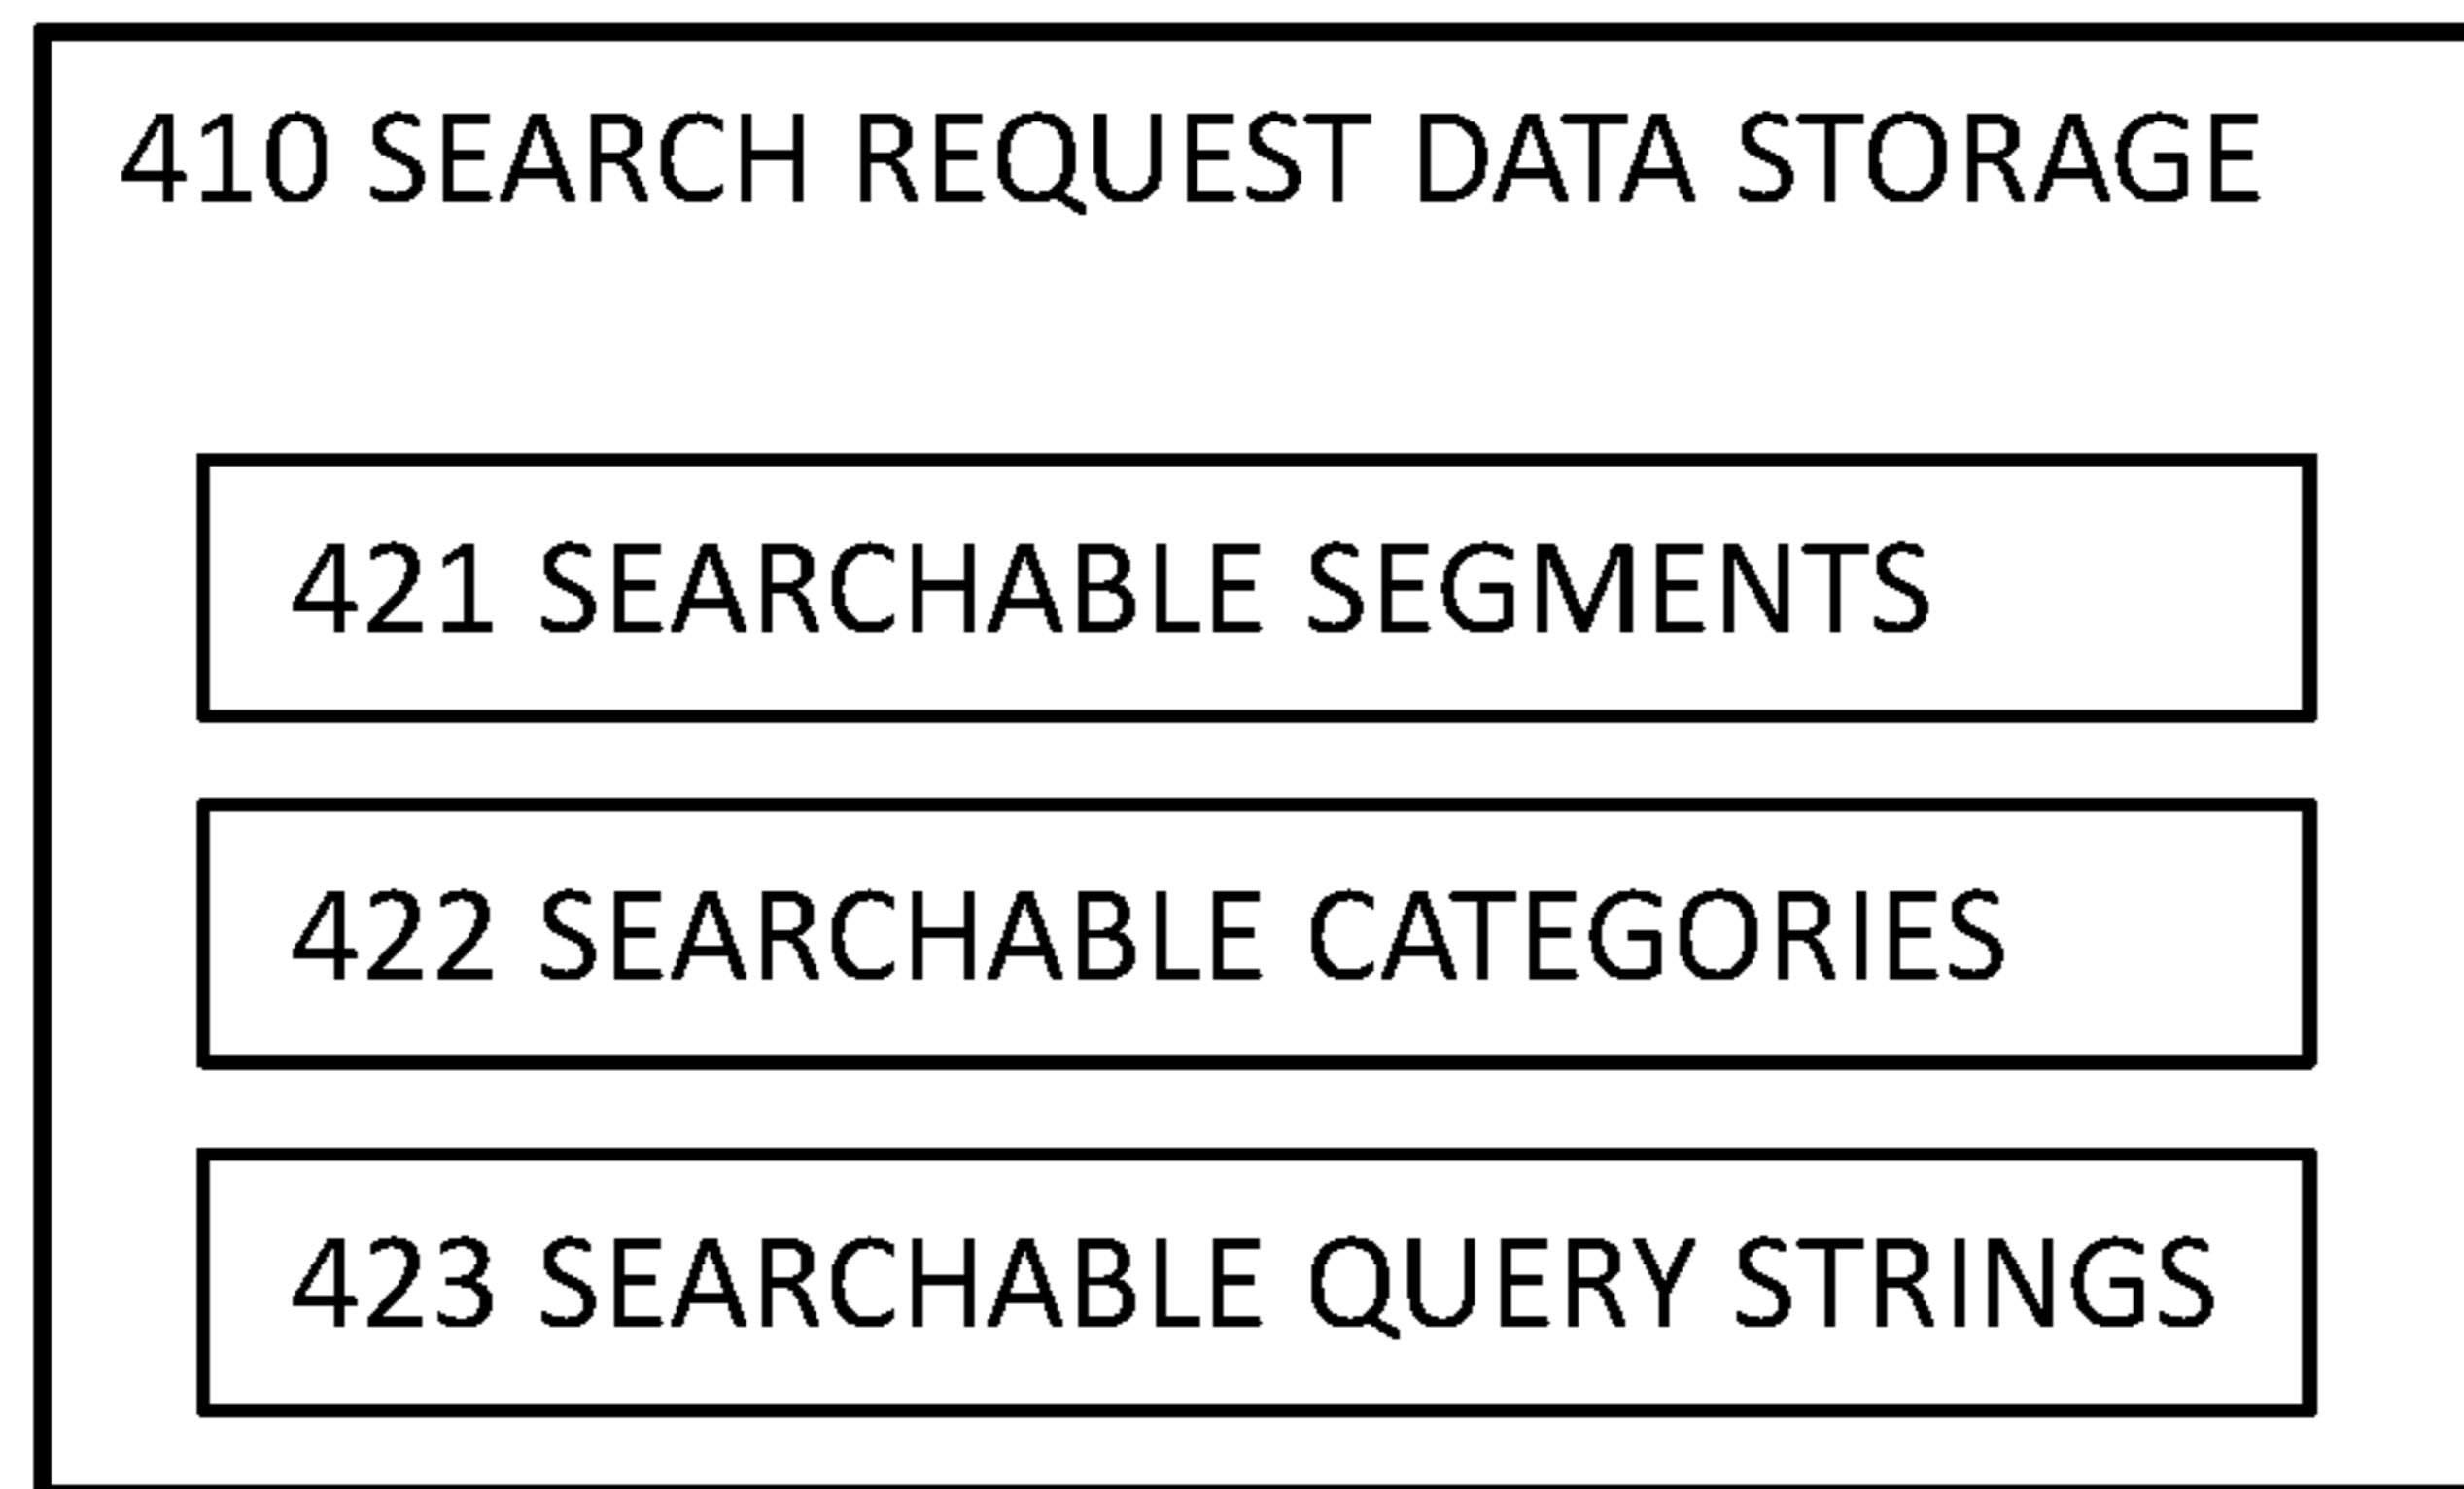 410 SEARCH REQUEST DATA STORAGE
421 SEARCHABLE SEGMENTS
422 SEARCHABLE CATEGORIES
423 SEARCHABLE QUERY STRINGS